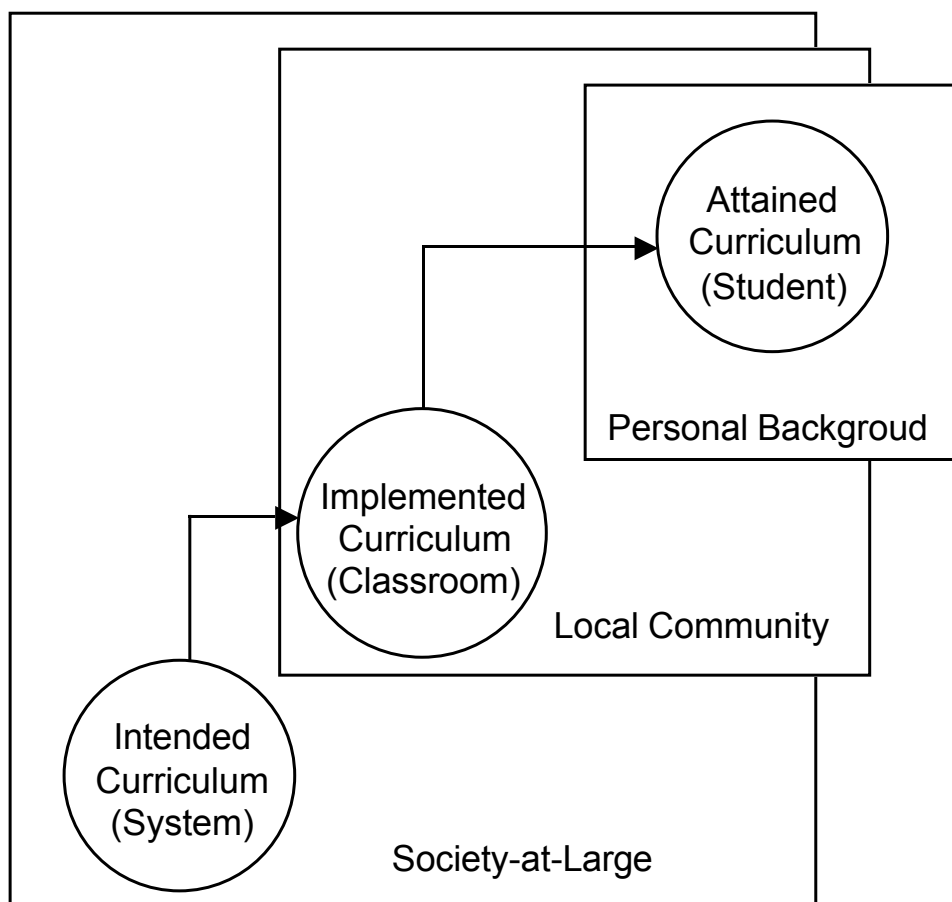 Attained
Curriculum
(Student)
Personal Backgroud
Implemented
Curriculum
(Classroom)
Local Community
Intended
Curriculum
(System)
Society-at-Large